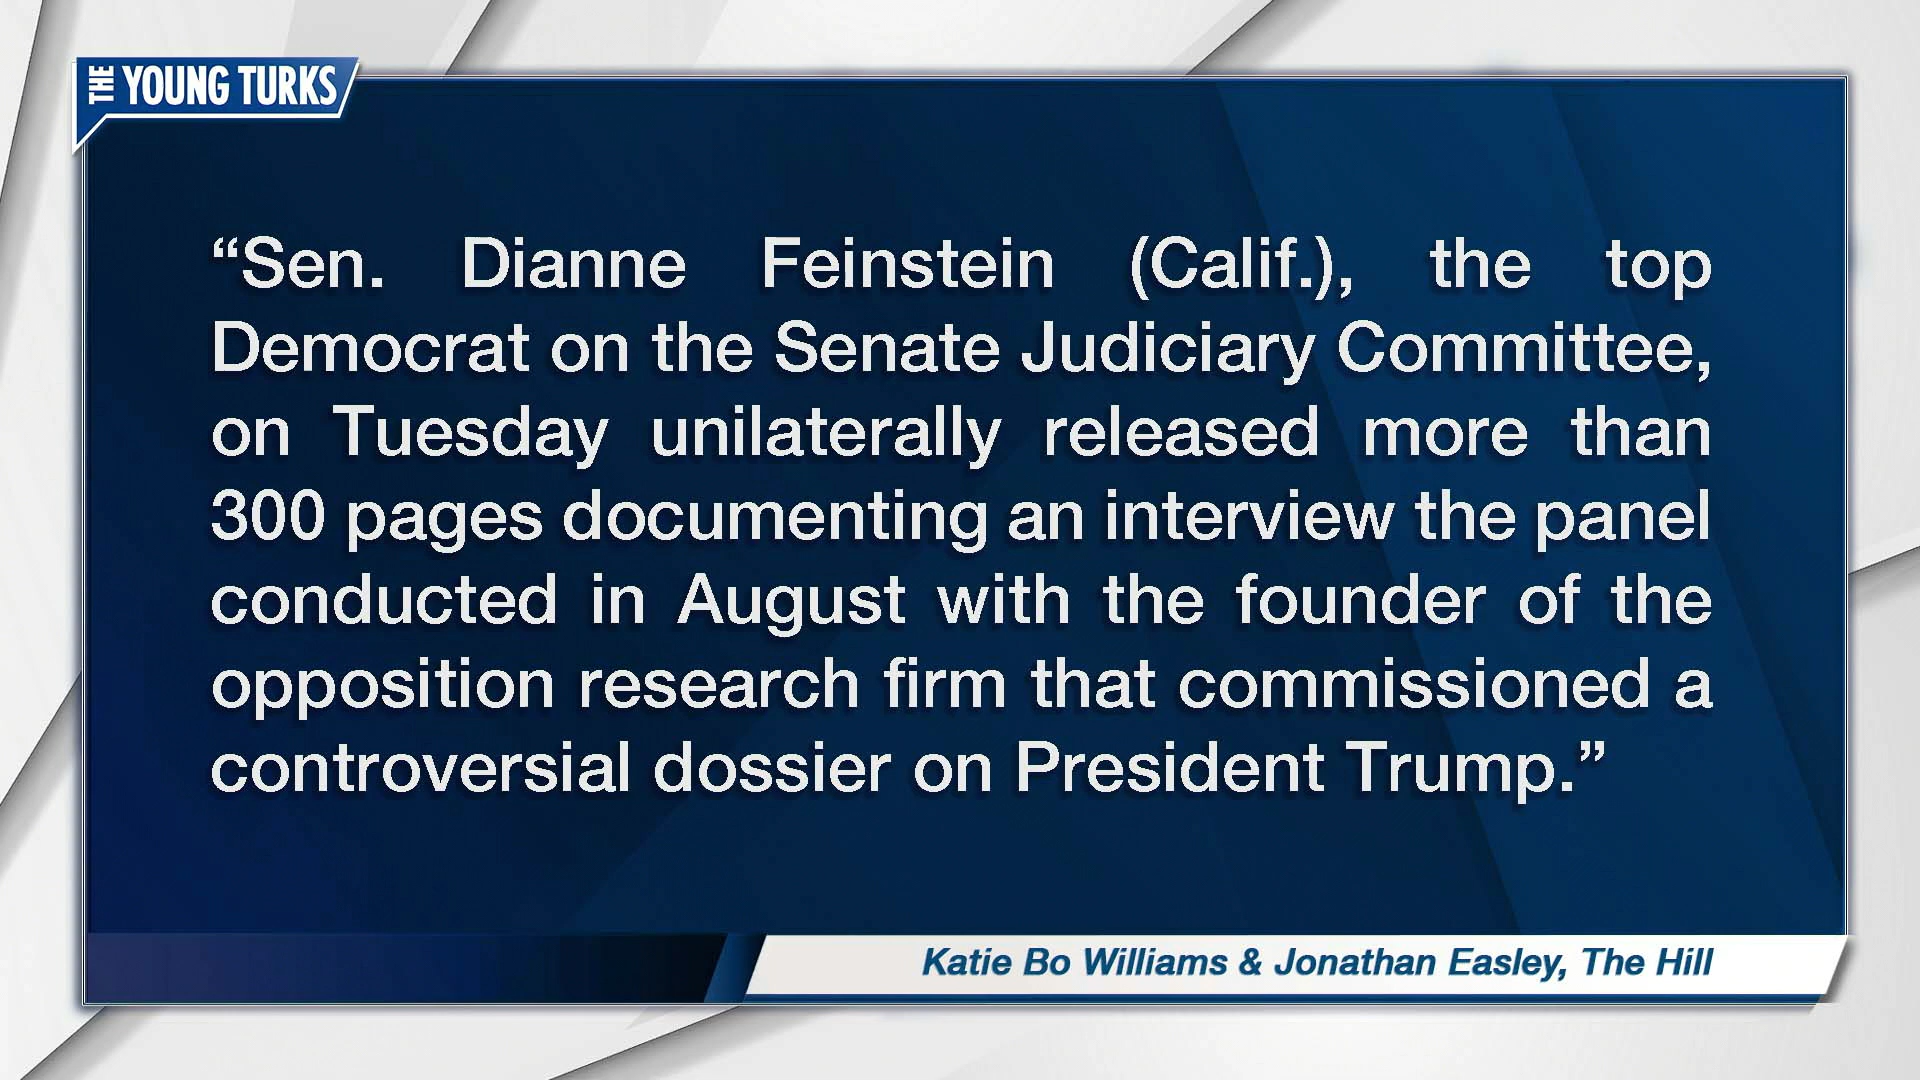 THE YOUNG TURKS
“Sen. Dianne Feinstein (Calif.), the top
Democrat on the Senate Judiciary Committee,
on Tuesday unilaterally released more than
300 pages documenting an interview the panel
conducted in August with the founder of the
opposition research firm that commissioned a
controversial dossier on President Trump.”
Katie Bo Williams & Jonathan Easley, The Hill